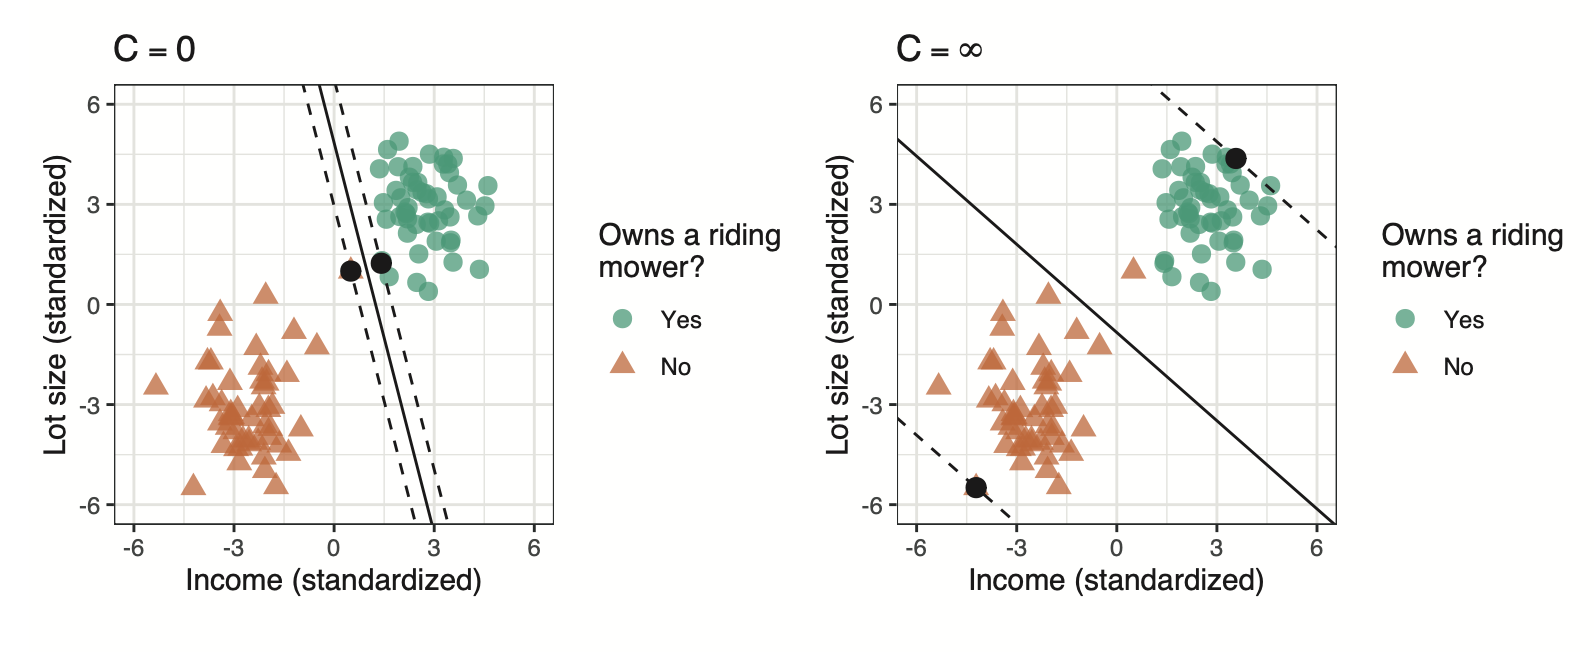 C = 0
6
3
0
-3
-6
-6 -3 0 3 6
Income (standardized)
Lot size (standardized)
Owns a riding
mower?
Yes
No
C = ∞
6
3
0
-3
-6
-6 -3 0 3 6
Income (standardized)
Lot size (standardized)
Owns a riding
mower?
Yes
No